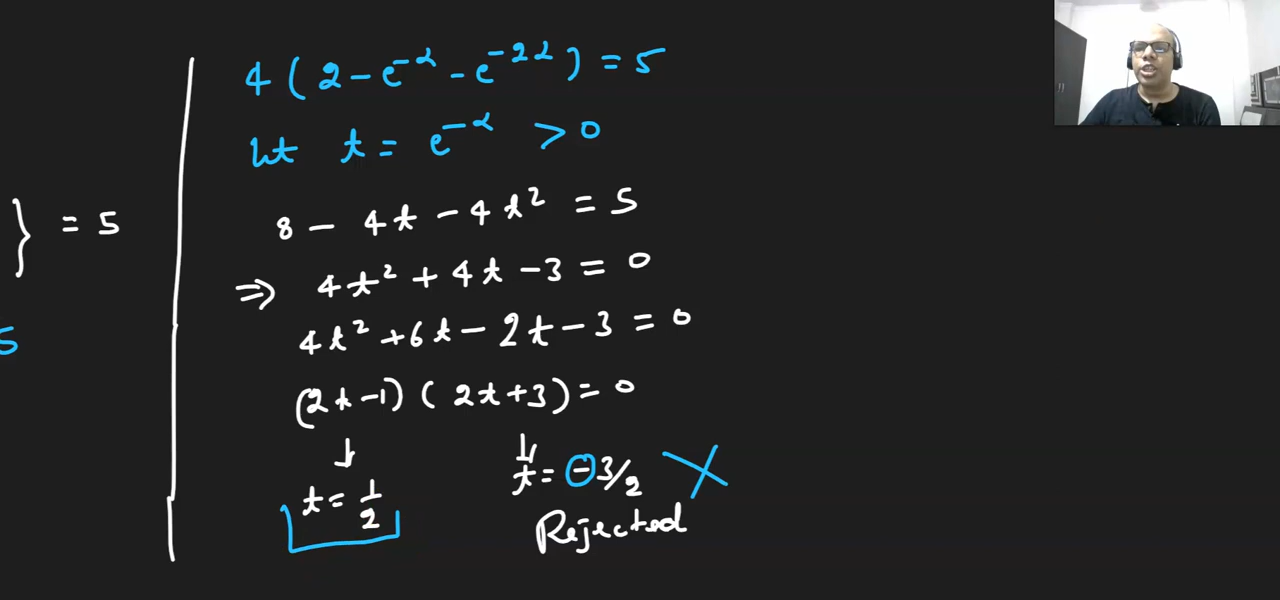 } = 5
5
4 ( 2 - e^{-α} - e^{-2α} ) = 5
let t = e^{-α} > 0
8 - 4t - 4t² = 5
⇒ 4t² + 4t - 3 = 0
4t² + 6t - 2t - 3 = 0
(2t - 1) ( 2t + 3 ) = 0
↓ ↓
t = 1/2 t = -3/2 X
Rejected